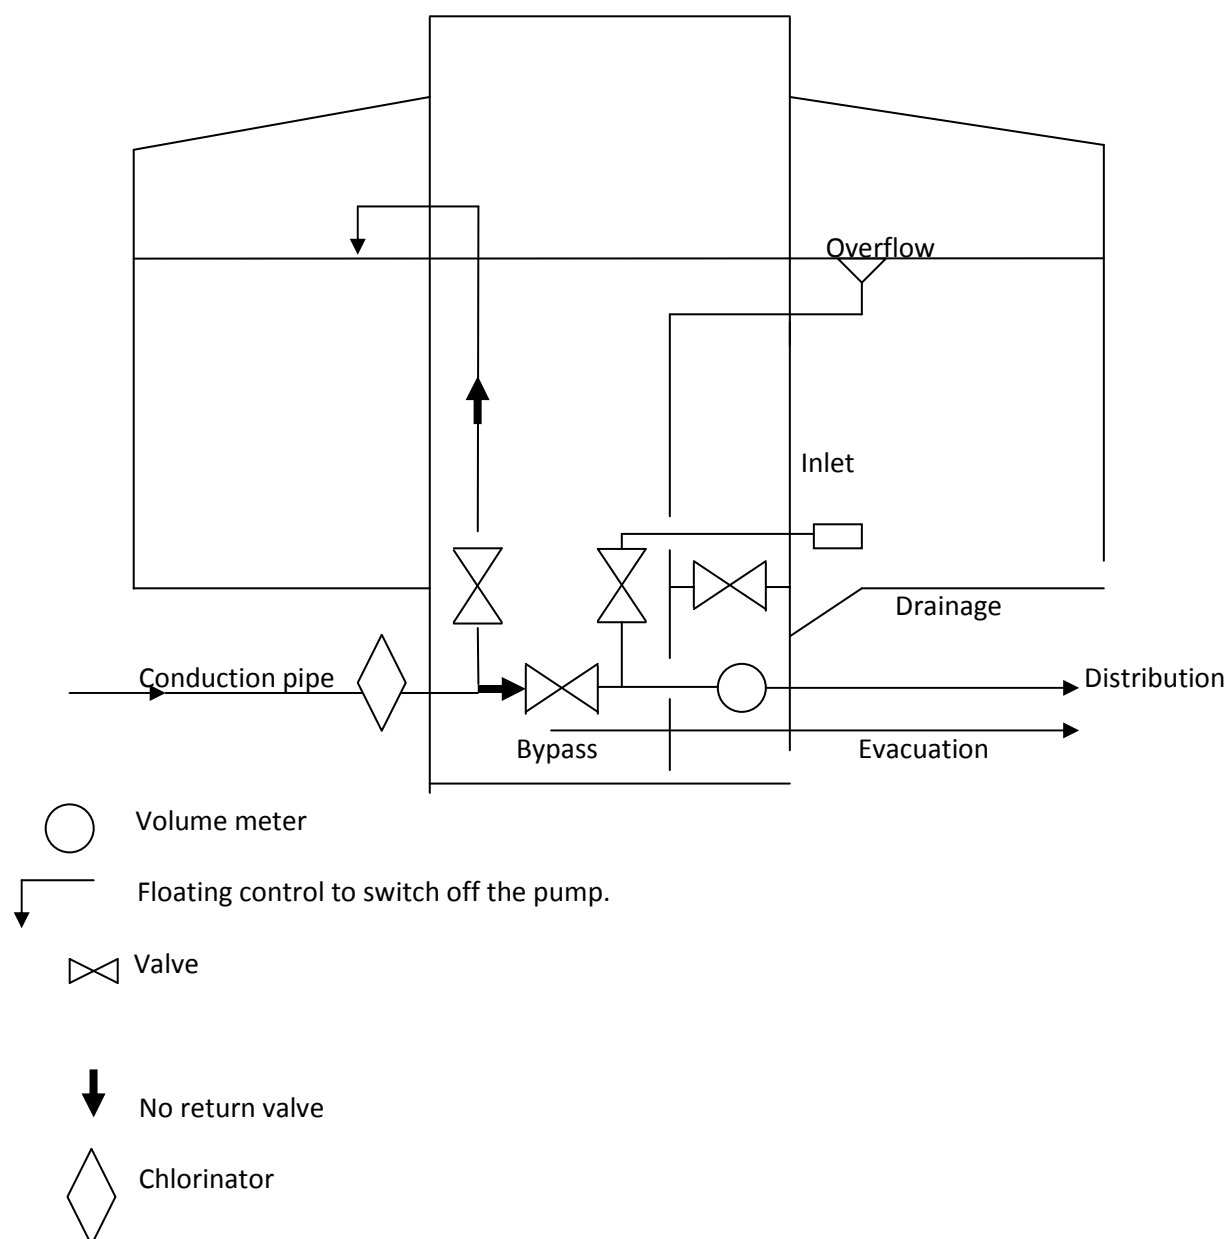 Overflow
Inlet
Drainage
Conduction pipe
Distribution
Bypass
Evacuation
Volume meter
Floating control to switch off the pump.
Valve
No return valve
Chlorinator